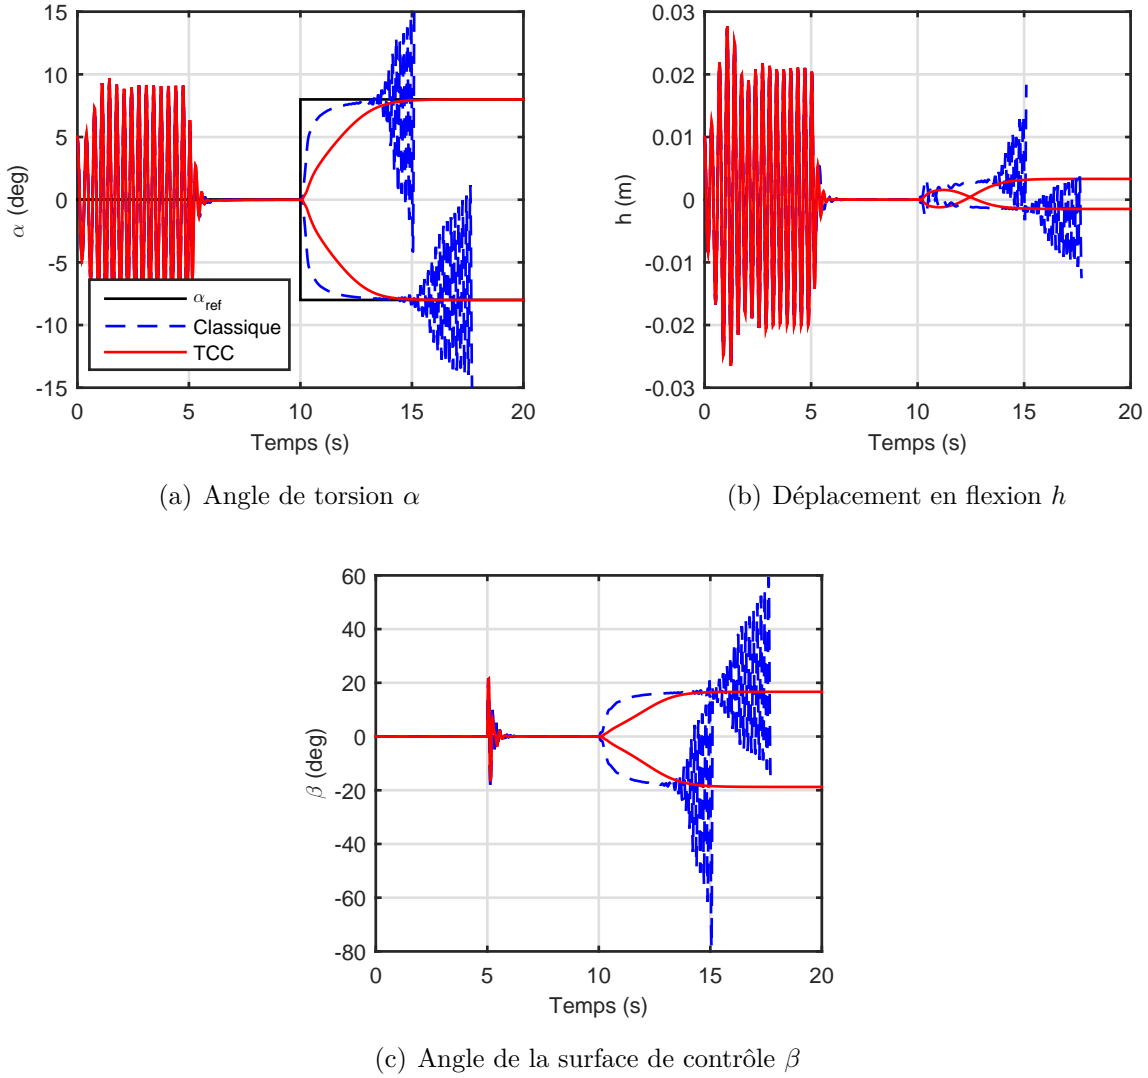 15
10
5
0
-5
-10
-15
α (deg)
α_ref
Classique
TCC
0 5 10 15 20
Temps (s)
(a) Angle de torsion α
0.03
0.02
0.01
0
-0.01
-0.02
-0.03
h (m)
0 5 10 15 20
Temps (s)
(b) Déplacement en flexion h
60
40
20
0
-20
-40
-60
-80
β (deg)
0 5 10 15 20
Temps (s)
(c) Angle de la surface de contrôle β